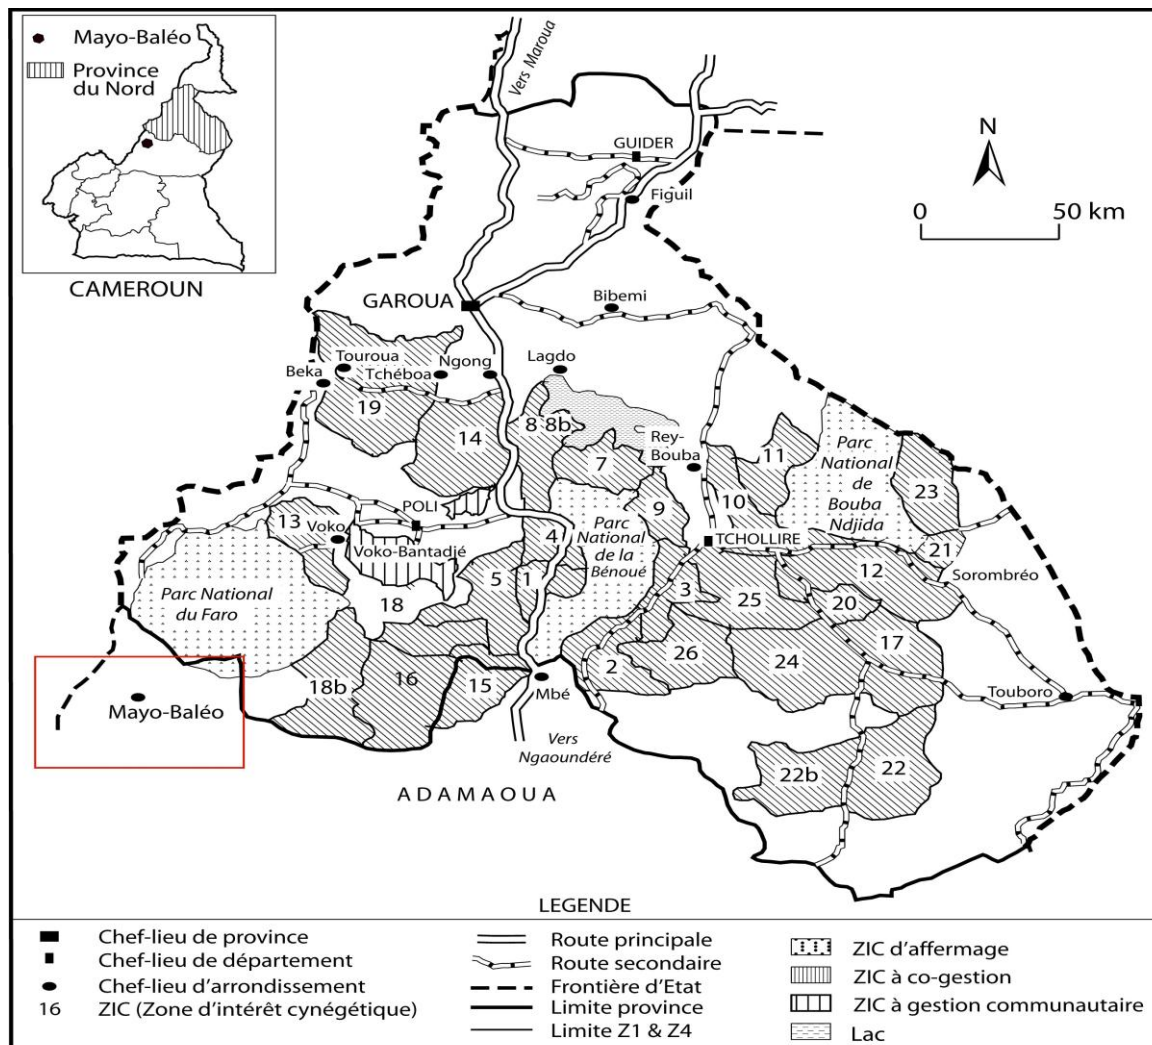 Mayo-Baléo
Province
du Nord
CAMEROUN
Vers Maroua
N
0 50 km
GUIDER
Figuil
GAROUA
Bibemi
Touroua
Beka
Tchéboa
Ngong
Lagdo
19
14
8
8b
7
Rey-
Bouba
11
Parc
National
de
Bouba
Ndjida
23
10
9
13
Voko
POLI
Voko-Bantadjé
Parc
National
de la
Bénoué
TCHOLLIRE
4
5
1
21
Sorombréo
12
Parc National
du Faro
18
3
25
20
17
2
26
24
18b
16
15
Mbé
Touboro
Mayo-Baléo
Vers
Ngaoundéré
22b
22
ADAMAOUA
LEGENDE
Chef-lieu de province
Chef-lieu de département
Chef-lieu d'arrondissement
16 ZIC (Zone d'intérêt cynégétique)
Route principale
Route secondaire
Frontière d'Etat
Limite province
Limite Z1 & Z4
ZIC d'affermage
ZIC à co-gestion
ZIC à gestion communautaire
Lac